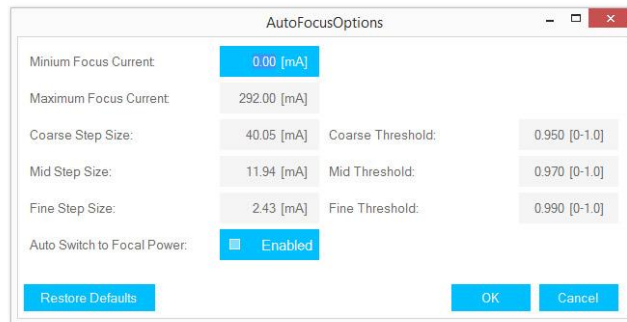 AutoFocusOptions
Minium Focus Current: 0.00 [mA]
Maximum Focus Current: 292.00 [mA]
Coarse Step Size: 40.05 [mA] Coarse Threshold: 0.950 [0-1.0]
Mid Step Size: 11.94 [mA] Mid Threshold: 0.970 [0-1.0]
Fine Step Size: 2.43 [mA] Fine Threshold: 0.990 [0-1.0]
Auto Switch to Focal Power: Enabled
Restore Defaults OK Cancel